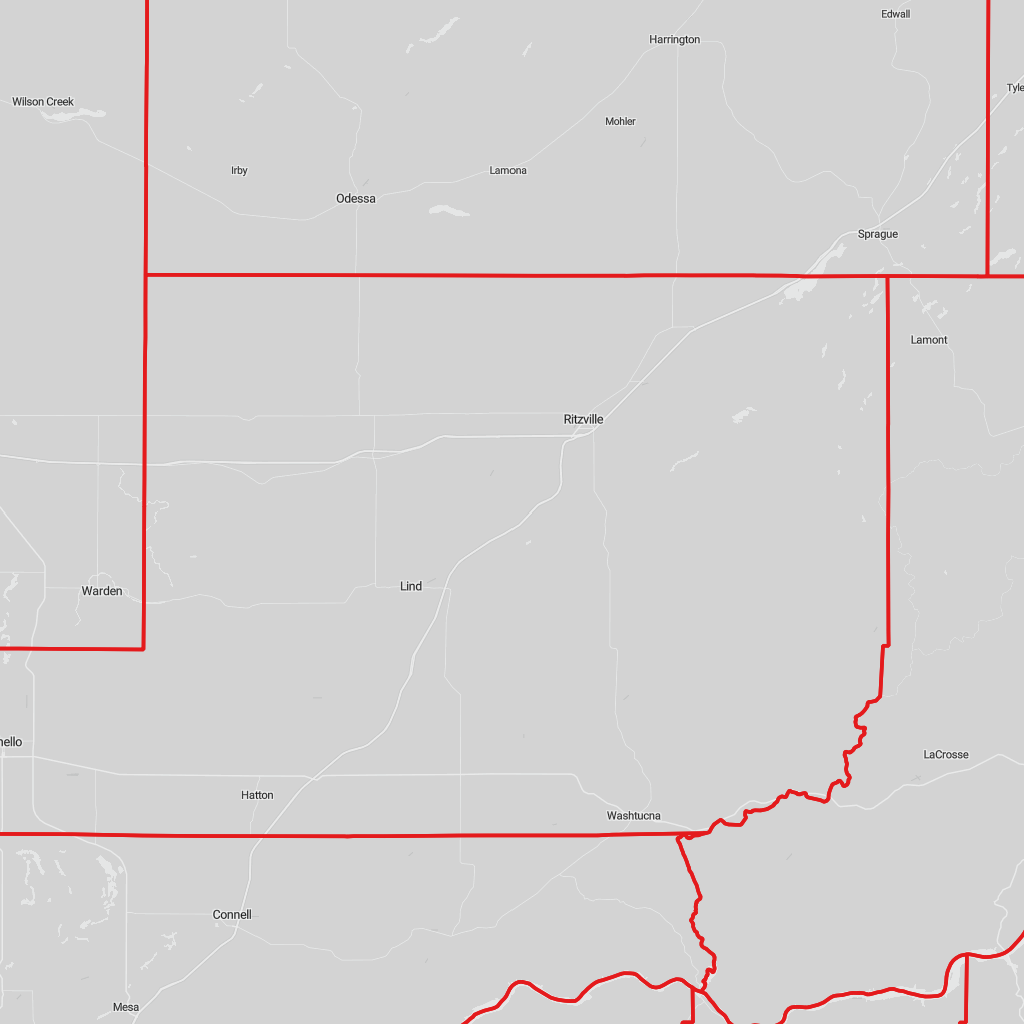 Edwall
Harrington
Tyle
Wilson Creek
Mohler
Irby
Lamona
Odessa
Sprague
Lamont
Ritzville
Lind
Warden
hello
LaCrosse
Hatton
Washtucna
Connell
Mesa